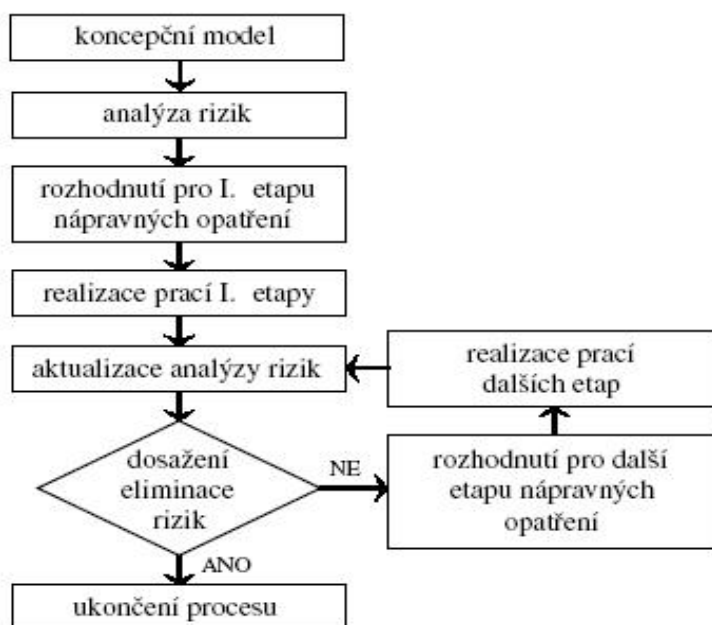 koncepční model
analýza rizik
rozhodnutí pro I. etapu
nápravných opatření
realizace prací I. etapy
aktualizace analýzy rizik
realizace prací
dalších etap
dosažení
eliminace
rizik
NE
rozhodnutí pro další
etapu nápravných
opatření
ANO
ukončení procesu